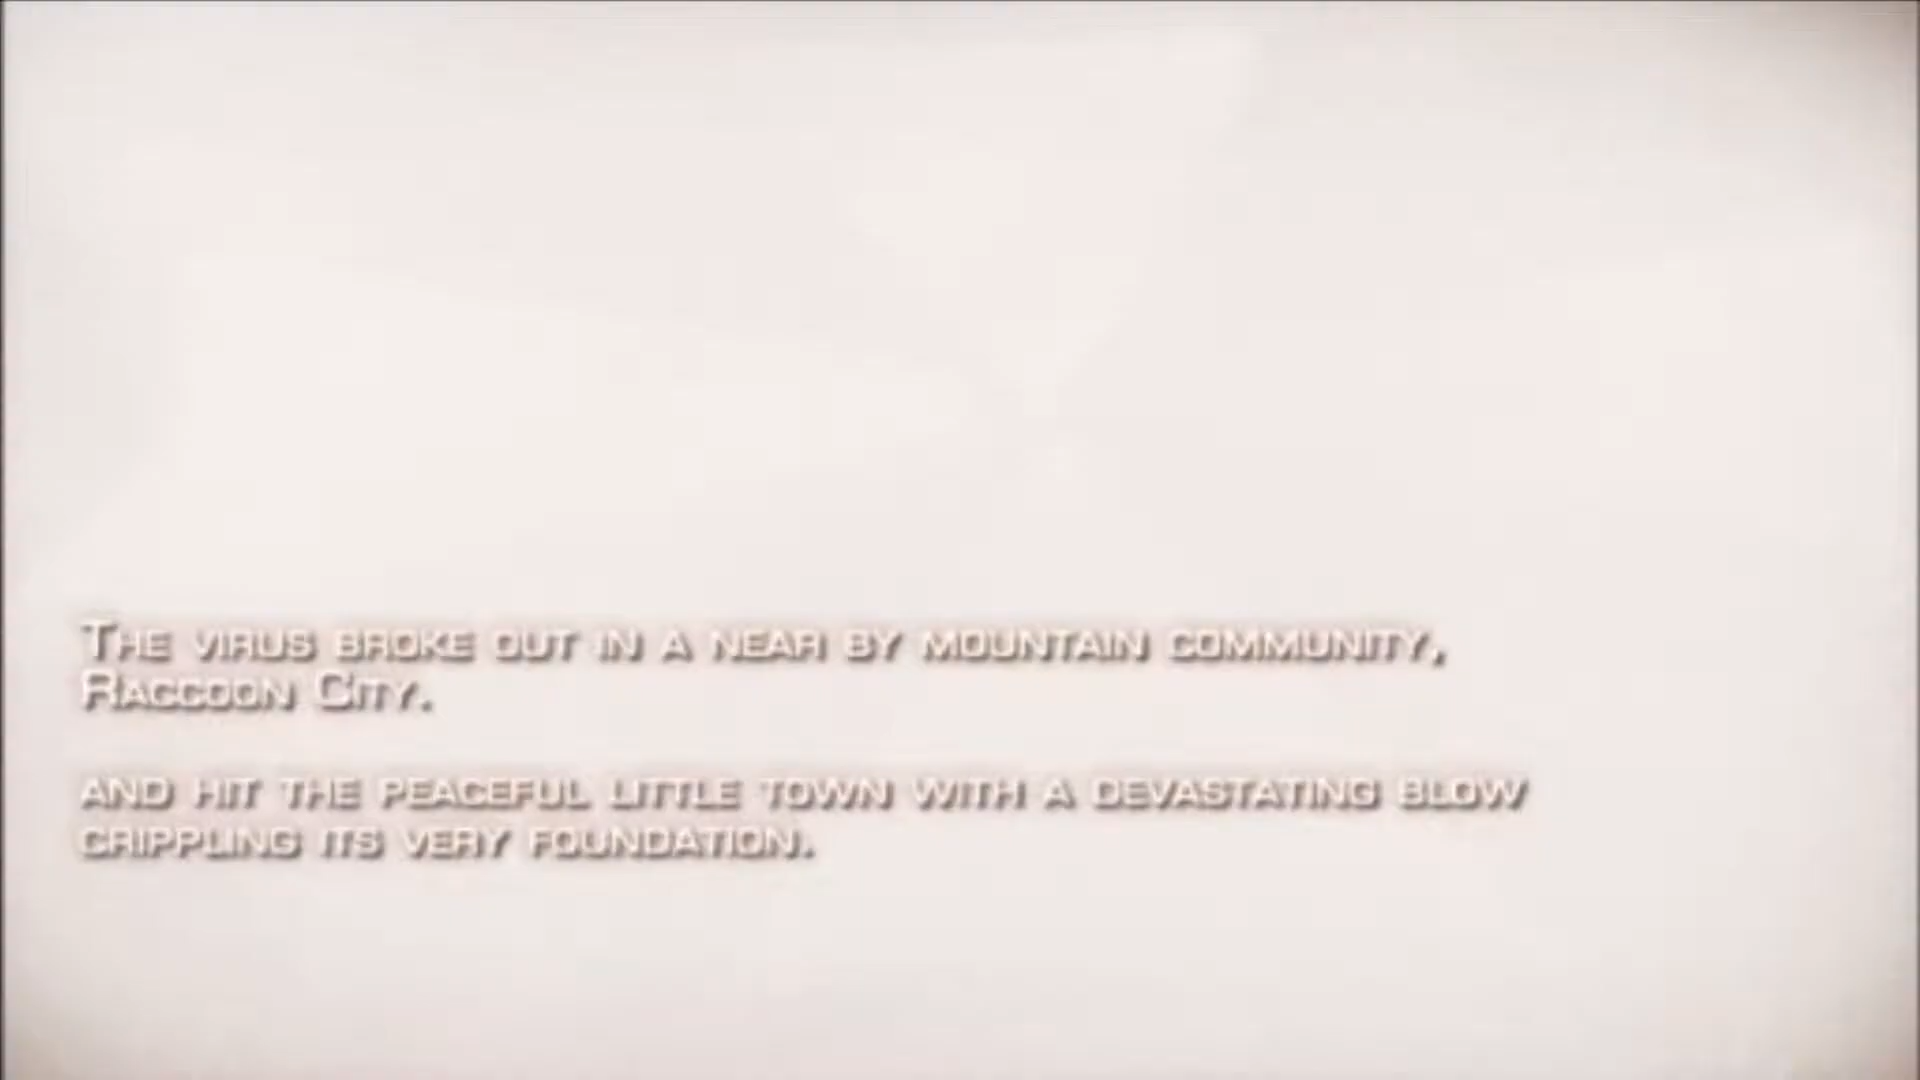 The virus broke out in a near by mountain community,
Raccoon City.
and hit the peaceful little town with a devastating blow
crippling its very foundation.